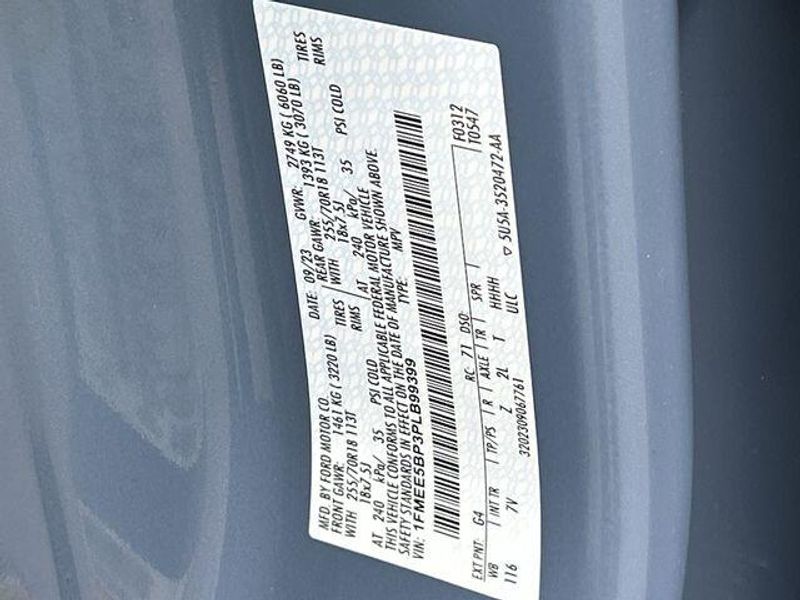 MFD. BY FORD MOTOR CO.  DATE: 09/23  GVWR: 2749 KG ( 6060 LB)
FRONT GAWR: 1461 KG ( 3220 LB)  REAR GAWR: 1393 KG ( 3070 LB)
WITH 255/70R18 113T TIRES  WITH 255/70R18 113T TIRES
18x7.5J RIMS  18x7.5J RIMS
AT 240 kPa/ 35 PSI COLD  AT 240 kPa/ 35 PSI COLD
THIS VEHICLE CONFORMS TO ALL APPLICABLE FEDERAL MOTOR VEHICLE
SAFETY STANDARDS IN EFFECT ON THE DATE OF MANUFACTURE SHOWN ABOVE.
VIN: 1FMEE5BP3PLB99399  TYPE: MPV
F0312
T0547
EXT PNT: G4  RC: 71  DSO:
WB | INT TR | TP/PS | R | AXLE | TR | SPR |
116  7V  Z  2L  T  HHHH
3202309067761  ULC  ▽ 5U5A-3520472-AA